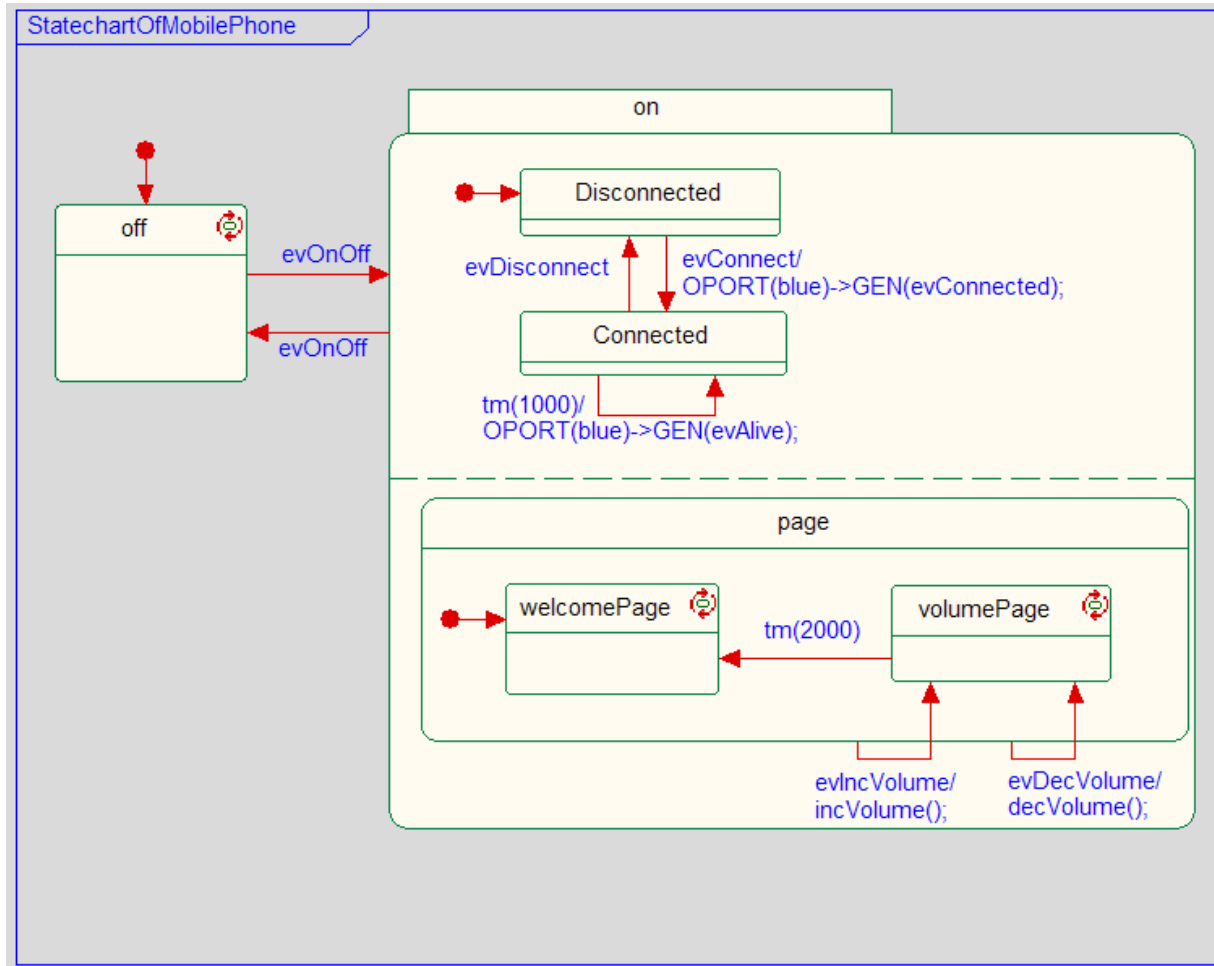 StatechartOfMobilePhone
on
Disconnected
off
evOnOff
evDisconnect
evConnect/
OPORT(blue)->GEN(evConnected);
Connected
evOnOff
tm(1000)/
OPORT(blue)->GEN(evAlive);
page
welcomePage
volumePage
tm(2000)
evIncVolume/
incVolume();
evDecVolume/
decVolume();